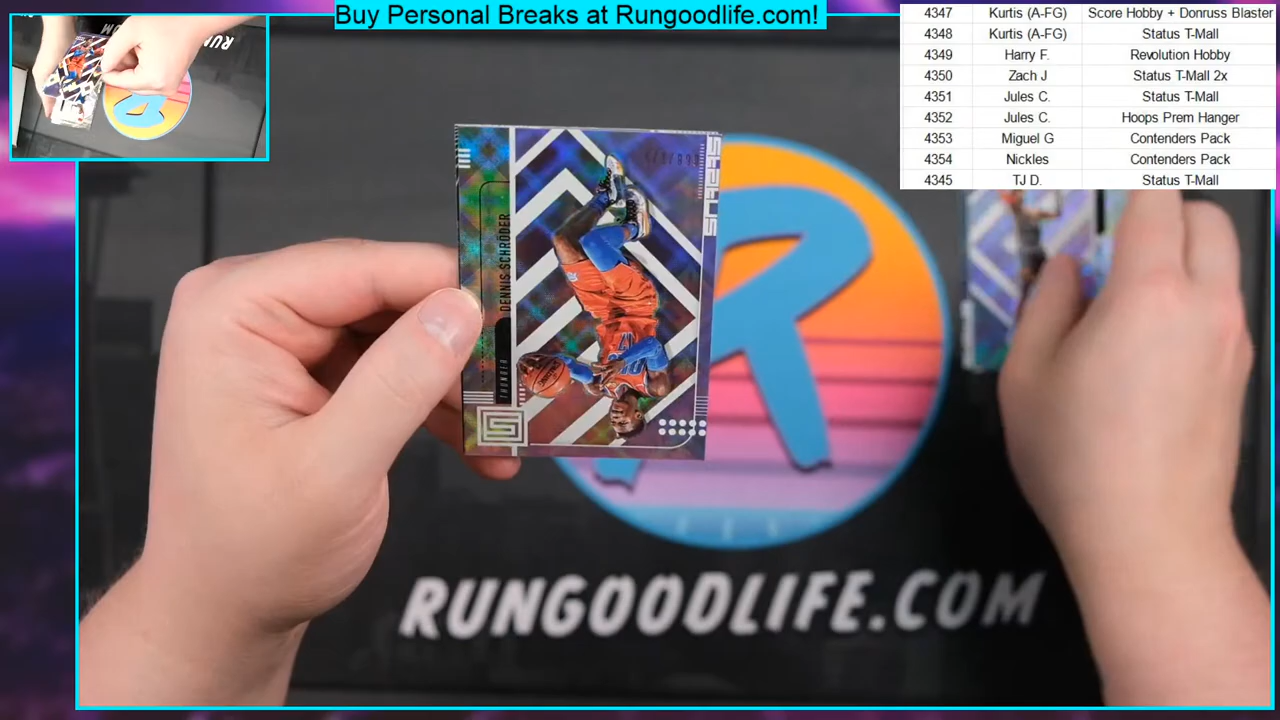 Buy Personal Breaks at Rungoodlife.com!
4347 Kurtis (A-FG) Score Hobby + Donruss Blaster
4348 Kurtis (A-FG) Status T-Mall
4349 Harry F. Revolution Hobby
4350 Zach J Status T-Mall 2x
4351 Jules C. Status T-Mall
4352 Jules C. Hoops Prem Hanger
4353 Miguel G Contenders Pack
4354 Nickles Contenders Pack
4345 TJ D. Status T-Mall
STATUS
DENNIS SCHRÖDER
THUNDER
17
R
RUNGOODLIFE.COM